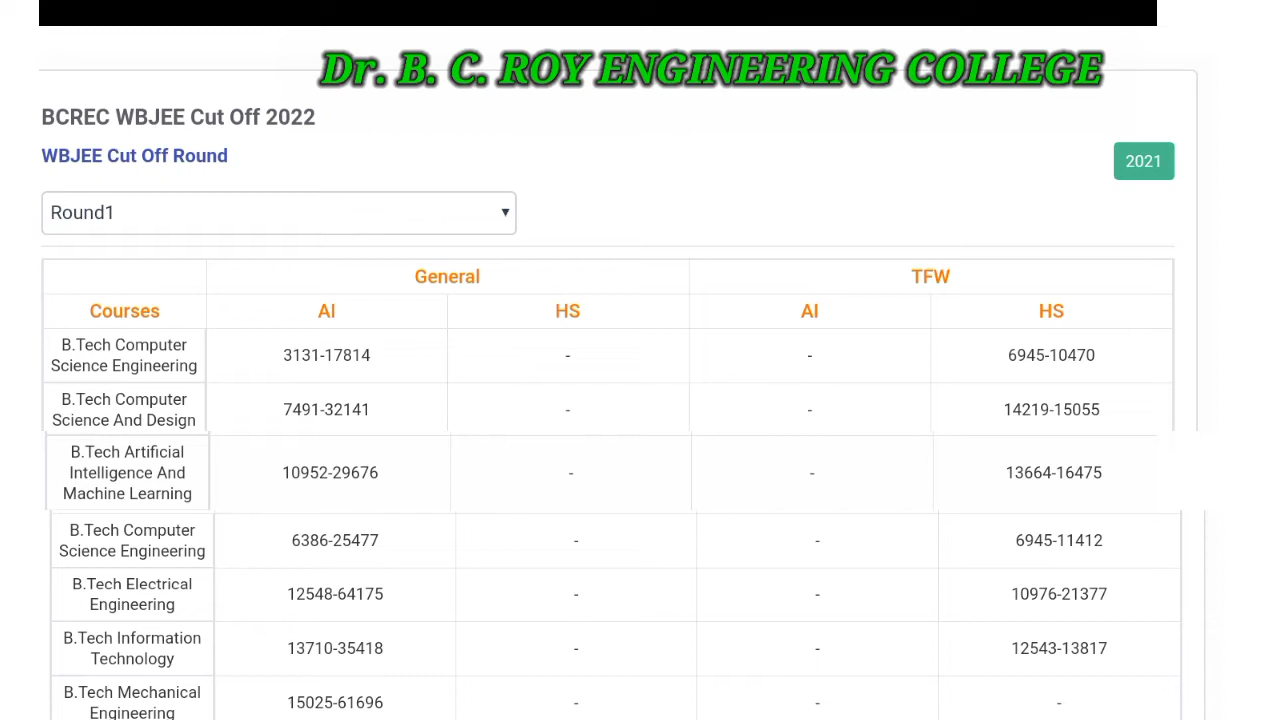 Dr. B. C. ROY ENGINEERING COLLEGE
BCREC WBJEE Cut Off 2022
WBJEE Cut Off Round
2021
Round1
General TFW
Courses AI HS AI HS
B.Tech Computer
Science Engineering 3131-17814 - - 6945-10470
B.Tech Computer
Science And Design 7491-32141 - - 14219-15055
B.Tech Artificial
Intelligence And
Machine Learning 10952-29676 - - 13664-16475
B.Tech Computer
Science Engineering 6386-25477 - - 6945-11412
B.Tech Electrical
Engineering 12548-64175 - - 10976-21377
B.Tech Information
Technology 13710-35418 - - 12543-13817
B.Tech Mechanical
Engineering 15025-61696 - - -